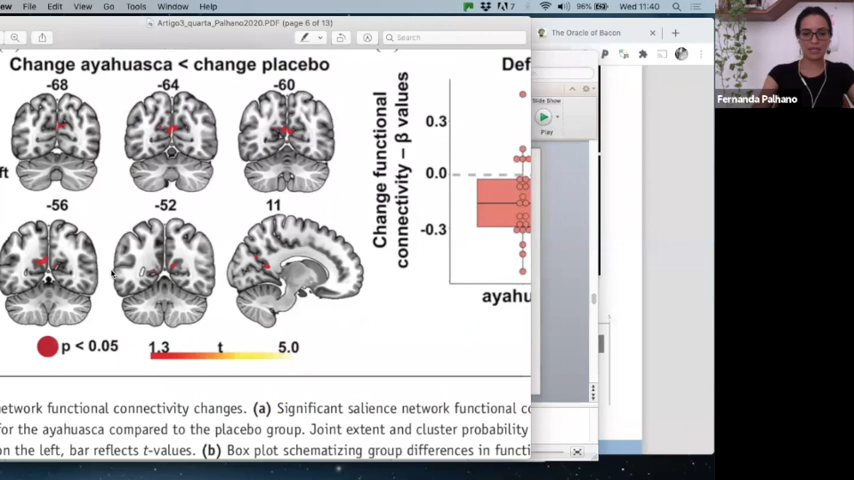 ew File Edit View Go Tools Window Help 7 96% Wed 11:40
Artigo3_quarta_Palhano2020.PDF (page 6 of 13)
Search
The Oracle of Bacon
Slide Show
Play
Fernanda Palhano
Change ayahuasca < change placebo
-68 -64 -60
ft
-56 -52 11
p < 0.05
1.3 t 5.0
Def
Change functional
connectivity – β values
0.3
0.0
-0.3
ayahu
etwork functional connectivity changes. (a) Significant salience network functional co
for the ayahuasca compared to the placebo group. Joint extent and cluster probability
on the left, bar reflects t-values. (b) Box plot schematizing group differences in functi